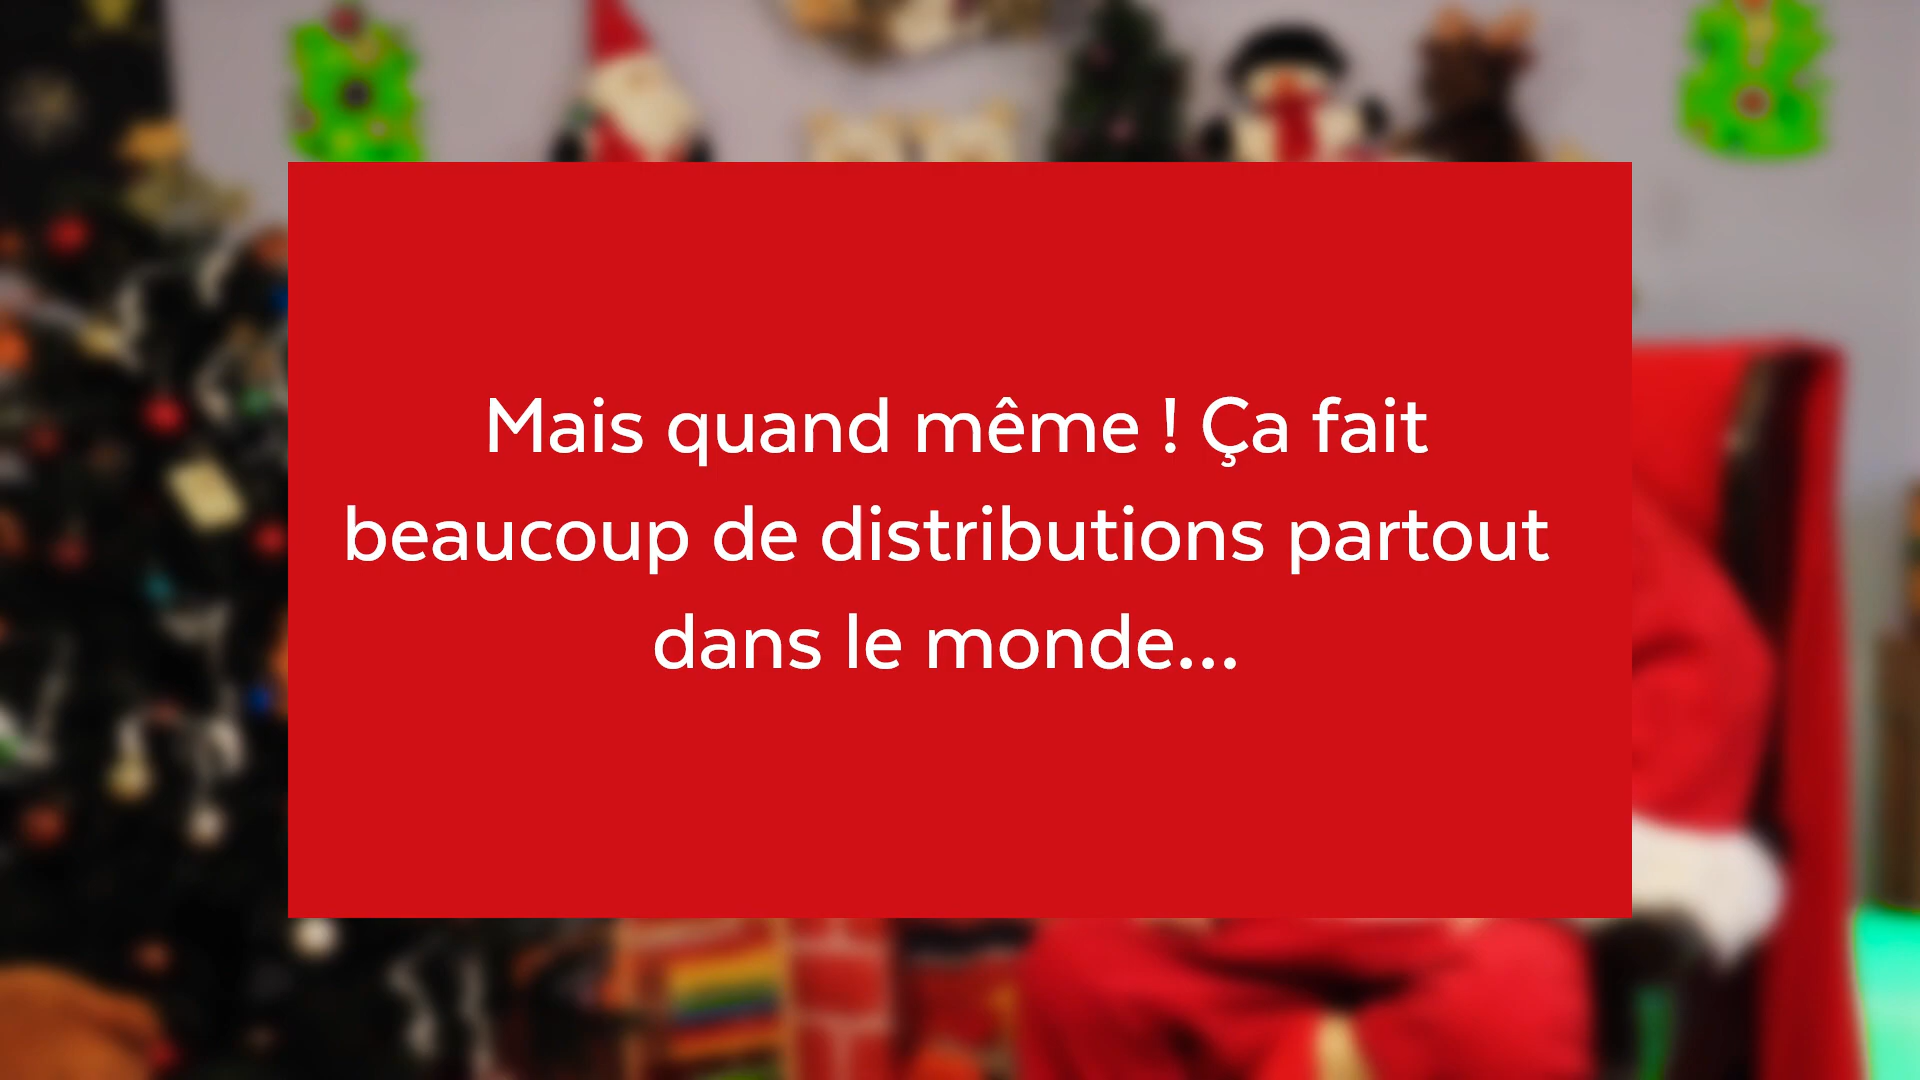 Mais quand même ! Ça fait
beaucoup de distributions partout
dans le monde...